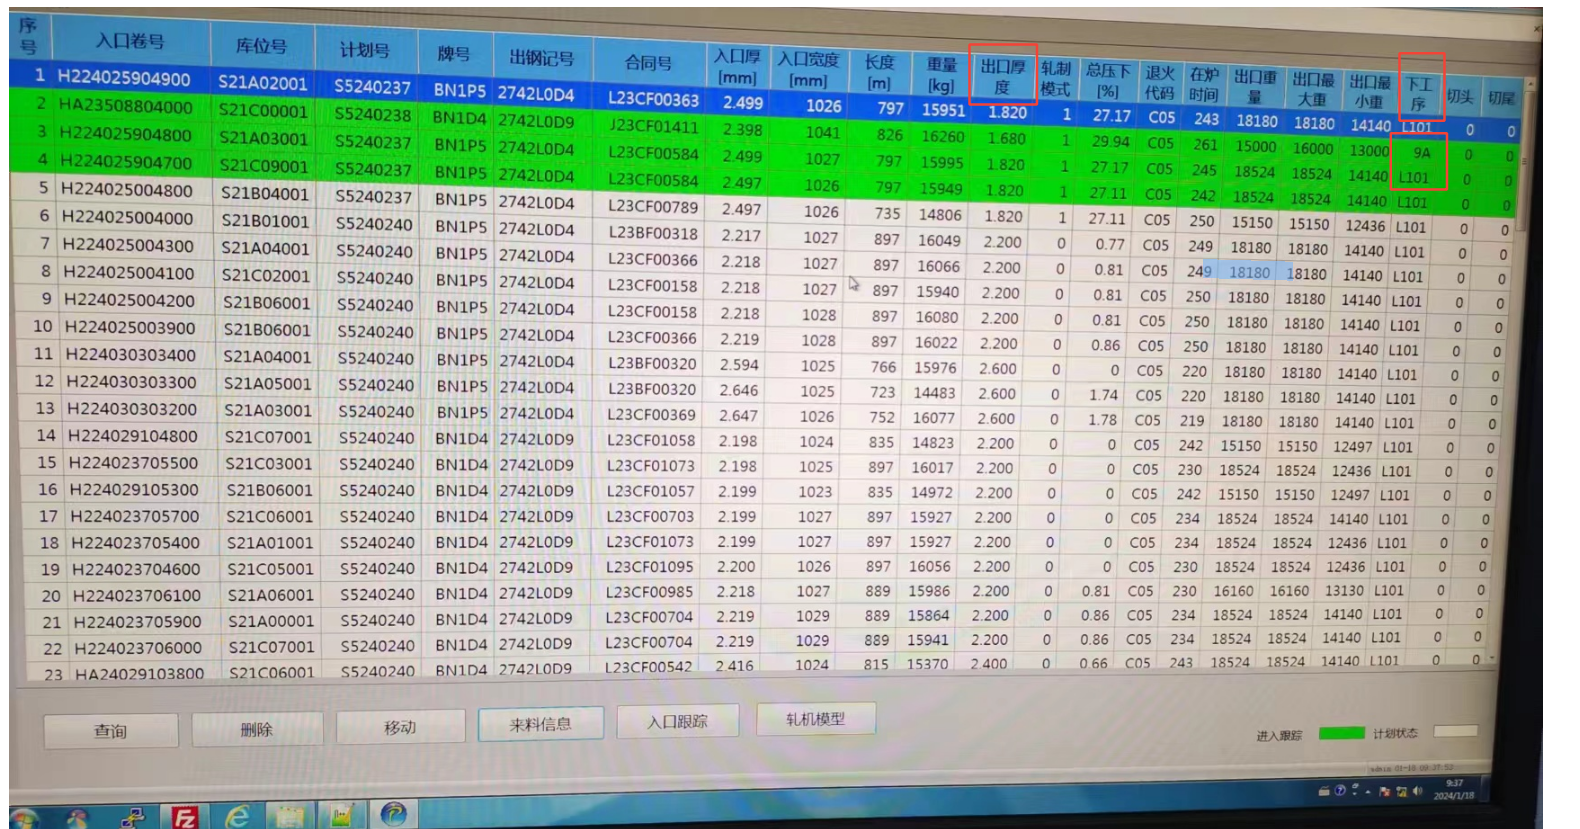 序号 入口卷号 库位号 计划号 牌号 出钢记号 合同号 入口厚[mm] 入口宽度[mm] 长度[m] 重量[kg] 出口厚度 轧制模式 总压下[%] 退火代码 在炉时间 出口重量 出口最大重 出口最小重 下工序 切头 切尾
1 H224025904900 S21A02001 S5240237 BN1P5 2742L0D4 L23CF00363 2.499 1026 797 15951 1.820 1 27.17 C05 243 18180 18180 14140 L101 0 0
2 HA23508804000 S21C00001 S5240238 BN1D4 2742L0D9 J23CF01411 2.398 1041 826 16260 1.680 1 29.94 C05 261 15000 16000 13000 9A 0 0
3 H224025904800 S21A03001 S5240237 BN1P5 2742L0D4 L23CF00584 2.499 1027 797 15995 1.820 1 27.17 C05 245 18524 18524 14140 L101 0 0
4 H224025904700 S21C09001 S5240237 BN1P5 2742L0D4 L23CF00584 2.497 1026 797 15949 1.820 1 27.11 C05 242 18524 18524 14140 L101 0 0
5 H224025004800 S21B04001 S5240237 BN1P5 2742L0D4 L23CF00789 2.497 1026 735 14806 1.820 1 27.11 C05 250 15150 15150 12436 L101 0 0
6 H224025004000 S21B01001 S5240240 BN1P5 2742L0D4 L23BF00318 2.217 1027 897 16049 2.200 0 0.77 C05 249 18180 18180 14140 L101 0 0
7 H224025004300 S21A04001 S5240240 BN1P5 2742L0D4 L23CF00366 2.218 1027 897 16066 2.200 0 0.81 C05 249 18180 18180 14140 L101 0 0
8 H224025004100 S21C02001 S5240240 BN1P5 2742L0D4 L23CF00158 2.218 1027 897 15940 2.200 0 0.81 C05 250 18180 18180 14140 L101 0 0
9 H224025004200 S21B06001 S5240240 BN1P5 2742L0D4 L23CF00158 2.218 1028 897 16080 2.200 0 0.81 C05 250 18180 18180 14140 L101 0 0
10 H224025003900 S21B06001 S5240240 BN1P5 2742L0D4 L23CF00366 2.219 1028 897 16022 2.200 0 0.86 C05 250 18180 18180 14140 L101 0 0
11 H224030303400 S21A04001 S5240240 BN1P5 2742L0D4 L23BF00320 2.594 1025 766 15976 2.600 0 0 C05 220 18180 18180 14140 L101 0 0
12 H224030303300 S21A05001 S5240240 BN1P5 2742L0D4 L23BF00320 2.646 1025 723 14483 2.600 0 1.74 C05 220 18180 18180 14140 L101 0 0
13 H224030303200 S21A03001 S5240240 BN1P5 2742L0D4 L23CF00369 2.647 1026 752 16077 2.600 0 1.78 C05 219 18180 18180 14140 L101 0 0
14 H224029104800 S21C07001 S5240240 BN1D4 2742L0D9 L23CF01058 2.198 1024 835 14823 2.200 0 0 C05 242 15150 15150 12497 L101 0 0
15 H224023705500 S21C03001 S5240240 BN1D4 2742L0D9 L23CF01073 2.198 1025 897 16017 2.200 0 0 C05 230 18524 18524 12436 L101 0 0
16 H224029105300 S21B06001 S5240240 BN1D4 2742L0D9 L23CF01057 2.199 1023 835 14972 2.200 0 0 C05 242 15150 15150 12497 L101 0 0
17 H224023705700 S21C06001 S5240240 BN1D4 2742L0D9 L23CF00703 2.199 1027 897 15927 2.200 0 0 C05 234 18524 18524 14140 L101 0 0
18 H224023705400 S21A01001 S5240240 BN1D4 2742L0D9 L23CF01073 2.199 1027 897 15927 2.200 0 0 C05 234 18524 18524 12436 L101 0 0
19 H224023704600 S21C05001 S5240240 BN1D4 2742L0D9 L23CF01095 2.200 1026 897 16056 2.200 0 0 C05 230 18524 18524 12436 L101 0 0
20 H224023706100 S21A06001 S5240240 BN1D4 2742L0D9 L23CF00985 2.218 1027 889 15986 2.200 0 0.81 C05 230 16160 16160 13130 L101 0 0
21 H224023705900 S21A00001 S5240240 BN1D4 2742L0D9 L23CF00704 2.219 1029 889 15864 2.200 0 0.86 C05 234 18524 18524 14140 L101 0 0
22 H224023706000 S21C07001 S5240240 BN1D4 2742L0D9 L23CF00704 2.219 1029 889 15941 2.200 0 0.86 C05 234 18524 18524 14140 L101 0 0
23 HA24029103800 S21C06001 S5240240 BN1D4 2742L0D9 L23CF00542 2.416 1024 815 15370 2.400 0 0.66 C05 243 18524 18524 14140 L101 0 0
查询 删除 移动 来料信息 入口跟踪 轧机模型
进入跟踪 计划状态
9:37
2024/1/18